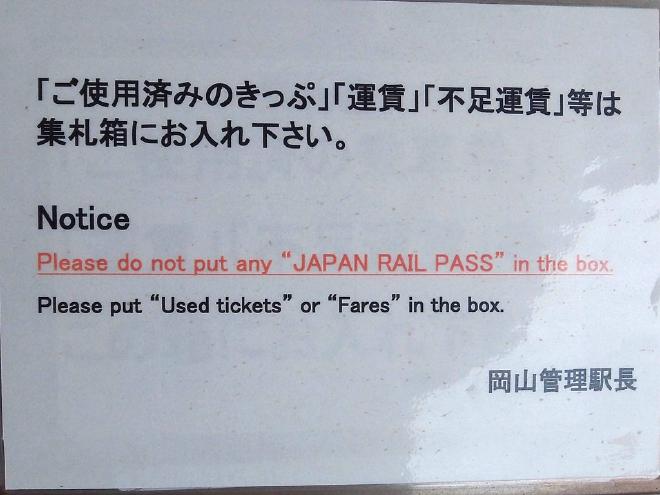 「ご使用済みのきっぷ」「運賃」「不足運賃」等は
集札箱にお入れ下さい。
Notice
Please do not put any “JAPAN RAIL PASS” in the box.
Please put “Used tickets” or “Fares” in the box.
岡山管理駅長